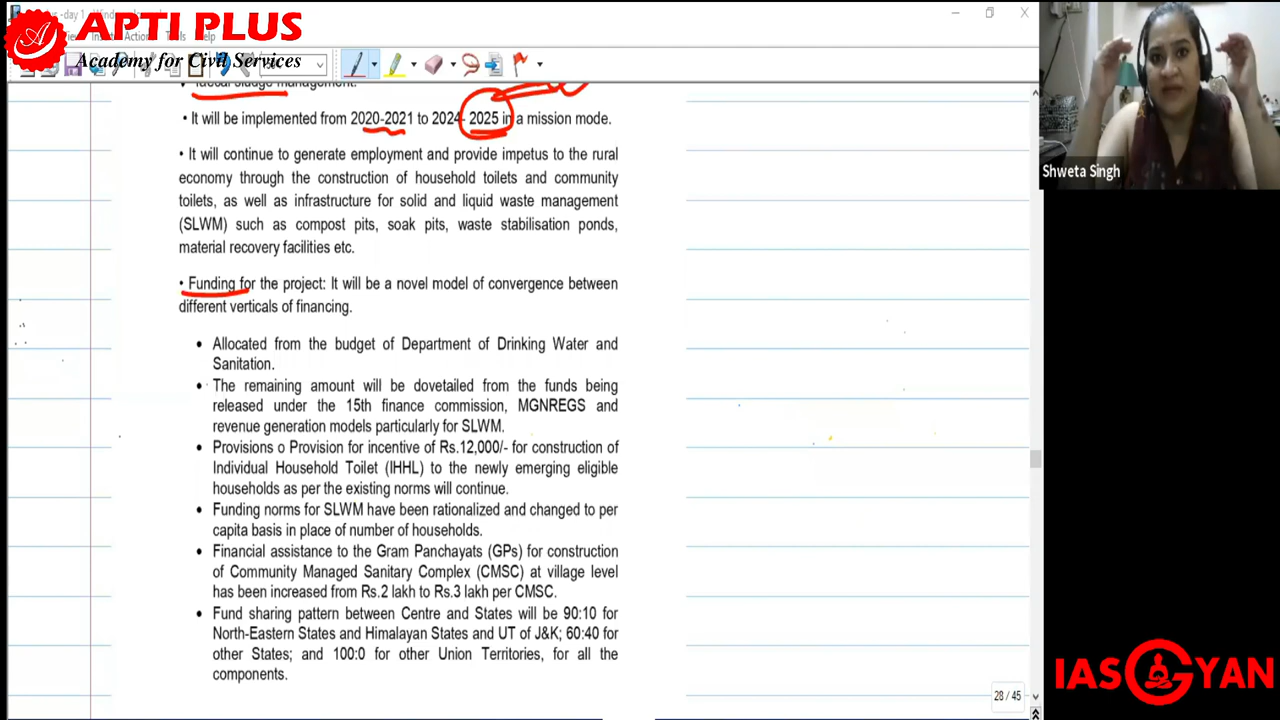 APTI PLUS
Academy for Civil Services
faecal sludge management.
• It will be implemented from 2020-2021 to 2024- 2025 in a mission mode.
• It will continue to generate employment and provide impetus to the rural
economy through the construction of household toilets and community
toilets, as well as infrastructure for solid and liquid waste management
(SLWM) such as compost pits, soak pits, waste stabilisation ponds,
material recovery facilities etc.
• Funding for the project: It will be a novel model of convergence between
different verticals of financing.
• Allocated from the budget of Department of Drinking Water and
Sanitation.
• The remaining amount will be dovetailed from the funds being
released under the 15th finance commission, MGNREGS and
revenue generation models particularly for SLWM.
• Provisions o Provision for incentive of Rs.12,000/- for construction of
Individual Household Toilet (IHHL) to the newly emerging eligible
households as per the existing norms will continue.
• Funding norms for SLWM have been rationalized and changed to per
capita basis in place of number of households.
• Financial assistance to the Gram Panchayats (GPs) for construction
of Community Managed Sanitary Complex (CMSC) at village level
has been increased from Rs.2 lakh to Rs.3 lakh per CMSC.
• Fund sharing pattern between Centre and States will be 90:10 for
North-Eastern States and Himalayan States and UT of J&K; 60:40 for
other States; and 100:0 for other Union Territories, for all the
components.
28 / 45
Shweta Singh
IASGYAN